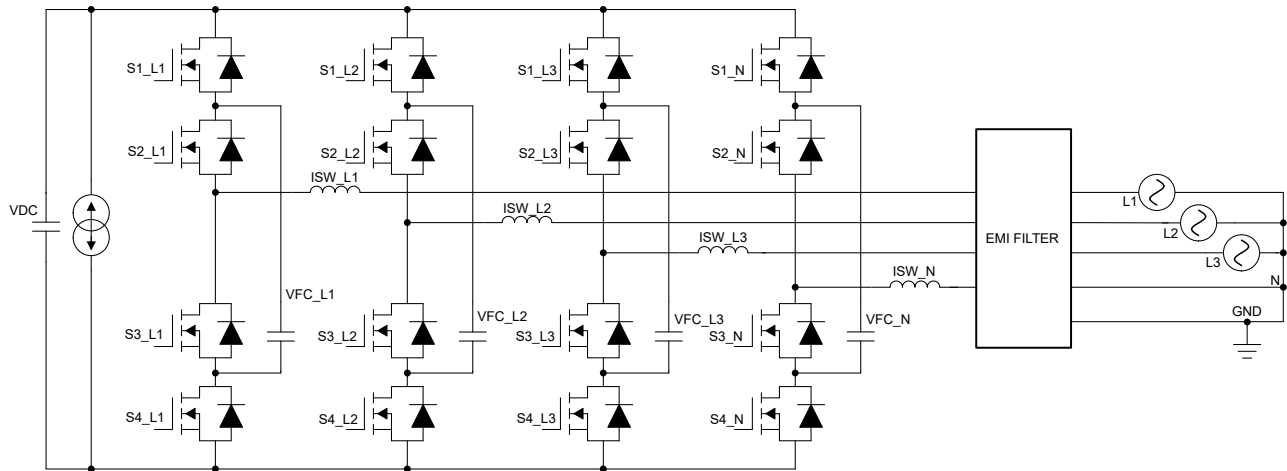 S1_L1
S1_L2
S1_L3
S1_N
S2_L1
S2_L2
S2_L3
S2_N
ISW_L1
L1
VDC
ISW_L2
L2
EMI FILTER
ISW_L3
L3
ISW_N
N
VFC_L1
VFC_L2
VFC_L3
VFC_N
GND
S3_L1
S3_L2
S3_L3
S3_N
S4_L1
S4_L2
S4_L3
S4_N